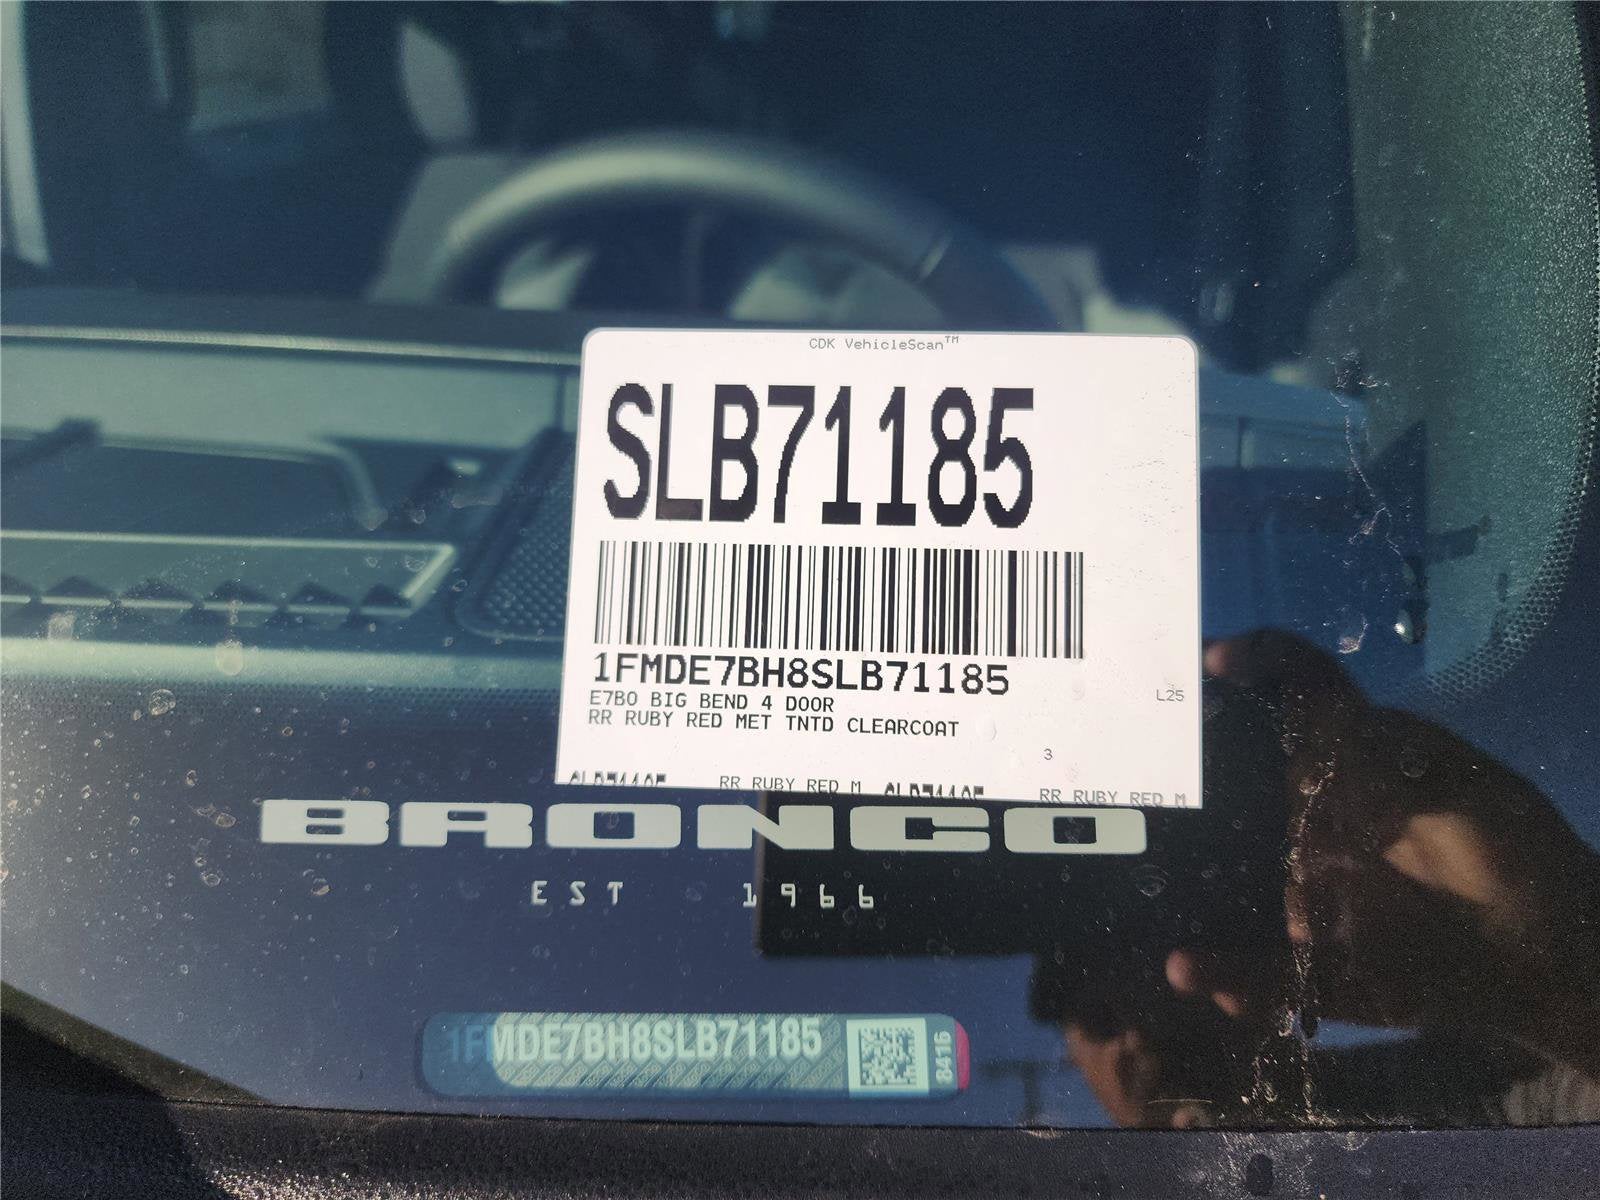 CDK VehicleScan™
SLB71185
1FMDE7BH8SLB71185
E7B0 BIG BEND 4 DOOR
L25
RR RUBY RED MET TNTD CLEARCOAT
3
RR RUBY RED M
RR RUBY RED M
BRONCO
EST 1966
1FMDE7BH8SLB71185
8416